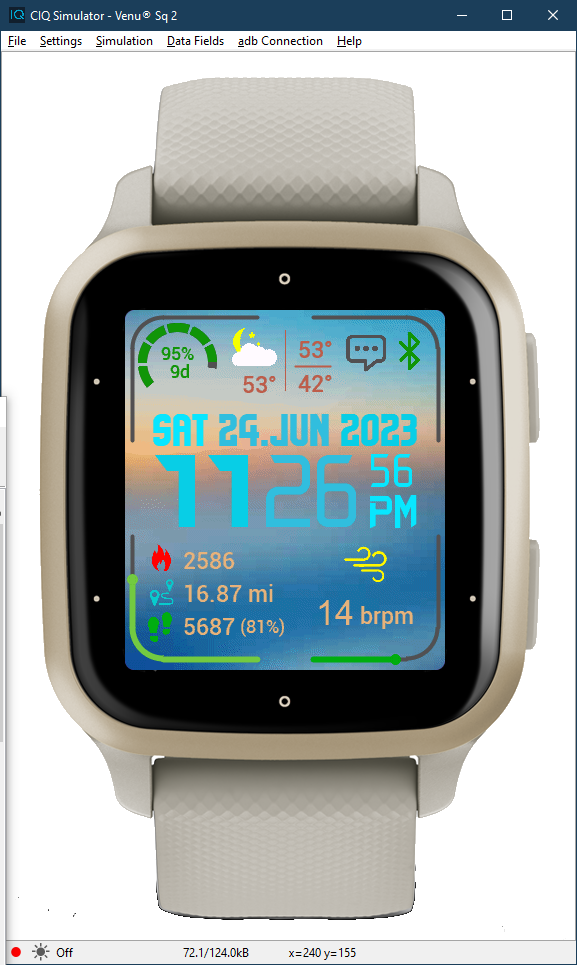 CIQ Simulator - Venu® Sq 2
File Settings Simulation Data Fields adb Connection Help
95%
9d
53°
53°
42°
SAT 24.JUN 2023
11 26 56
PM
2586
16.87 mi
5687 (81%)
14 brpm
Off 72.1/124.0kB x=240 y=155